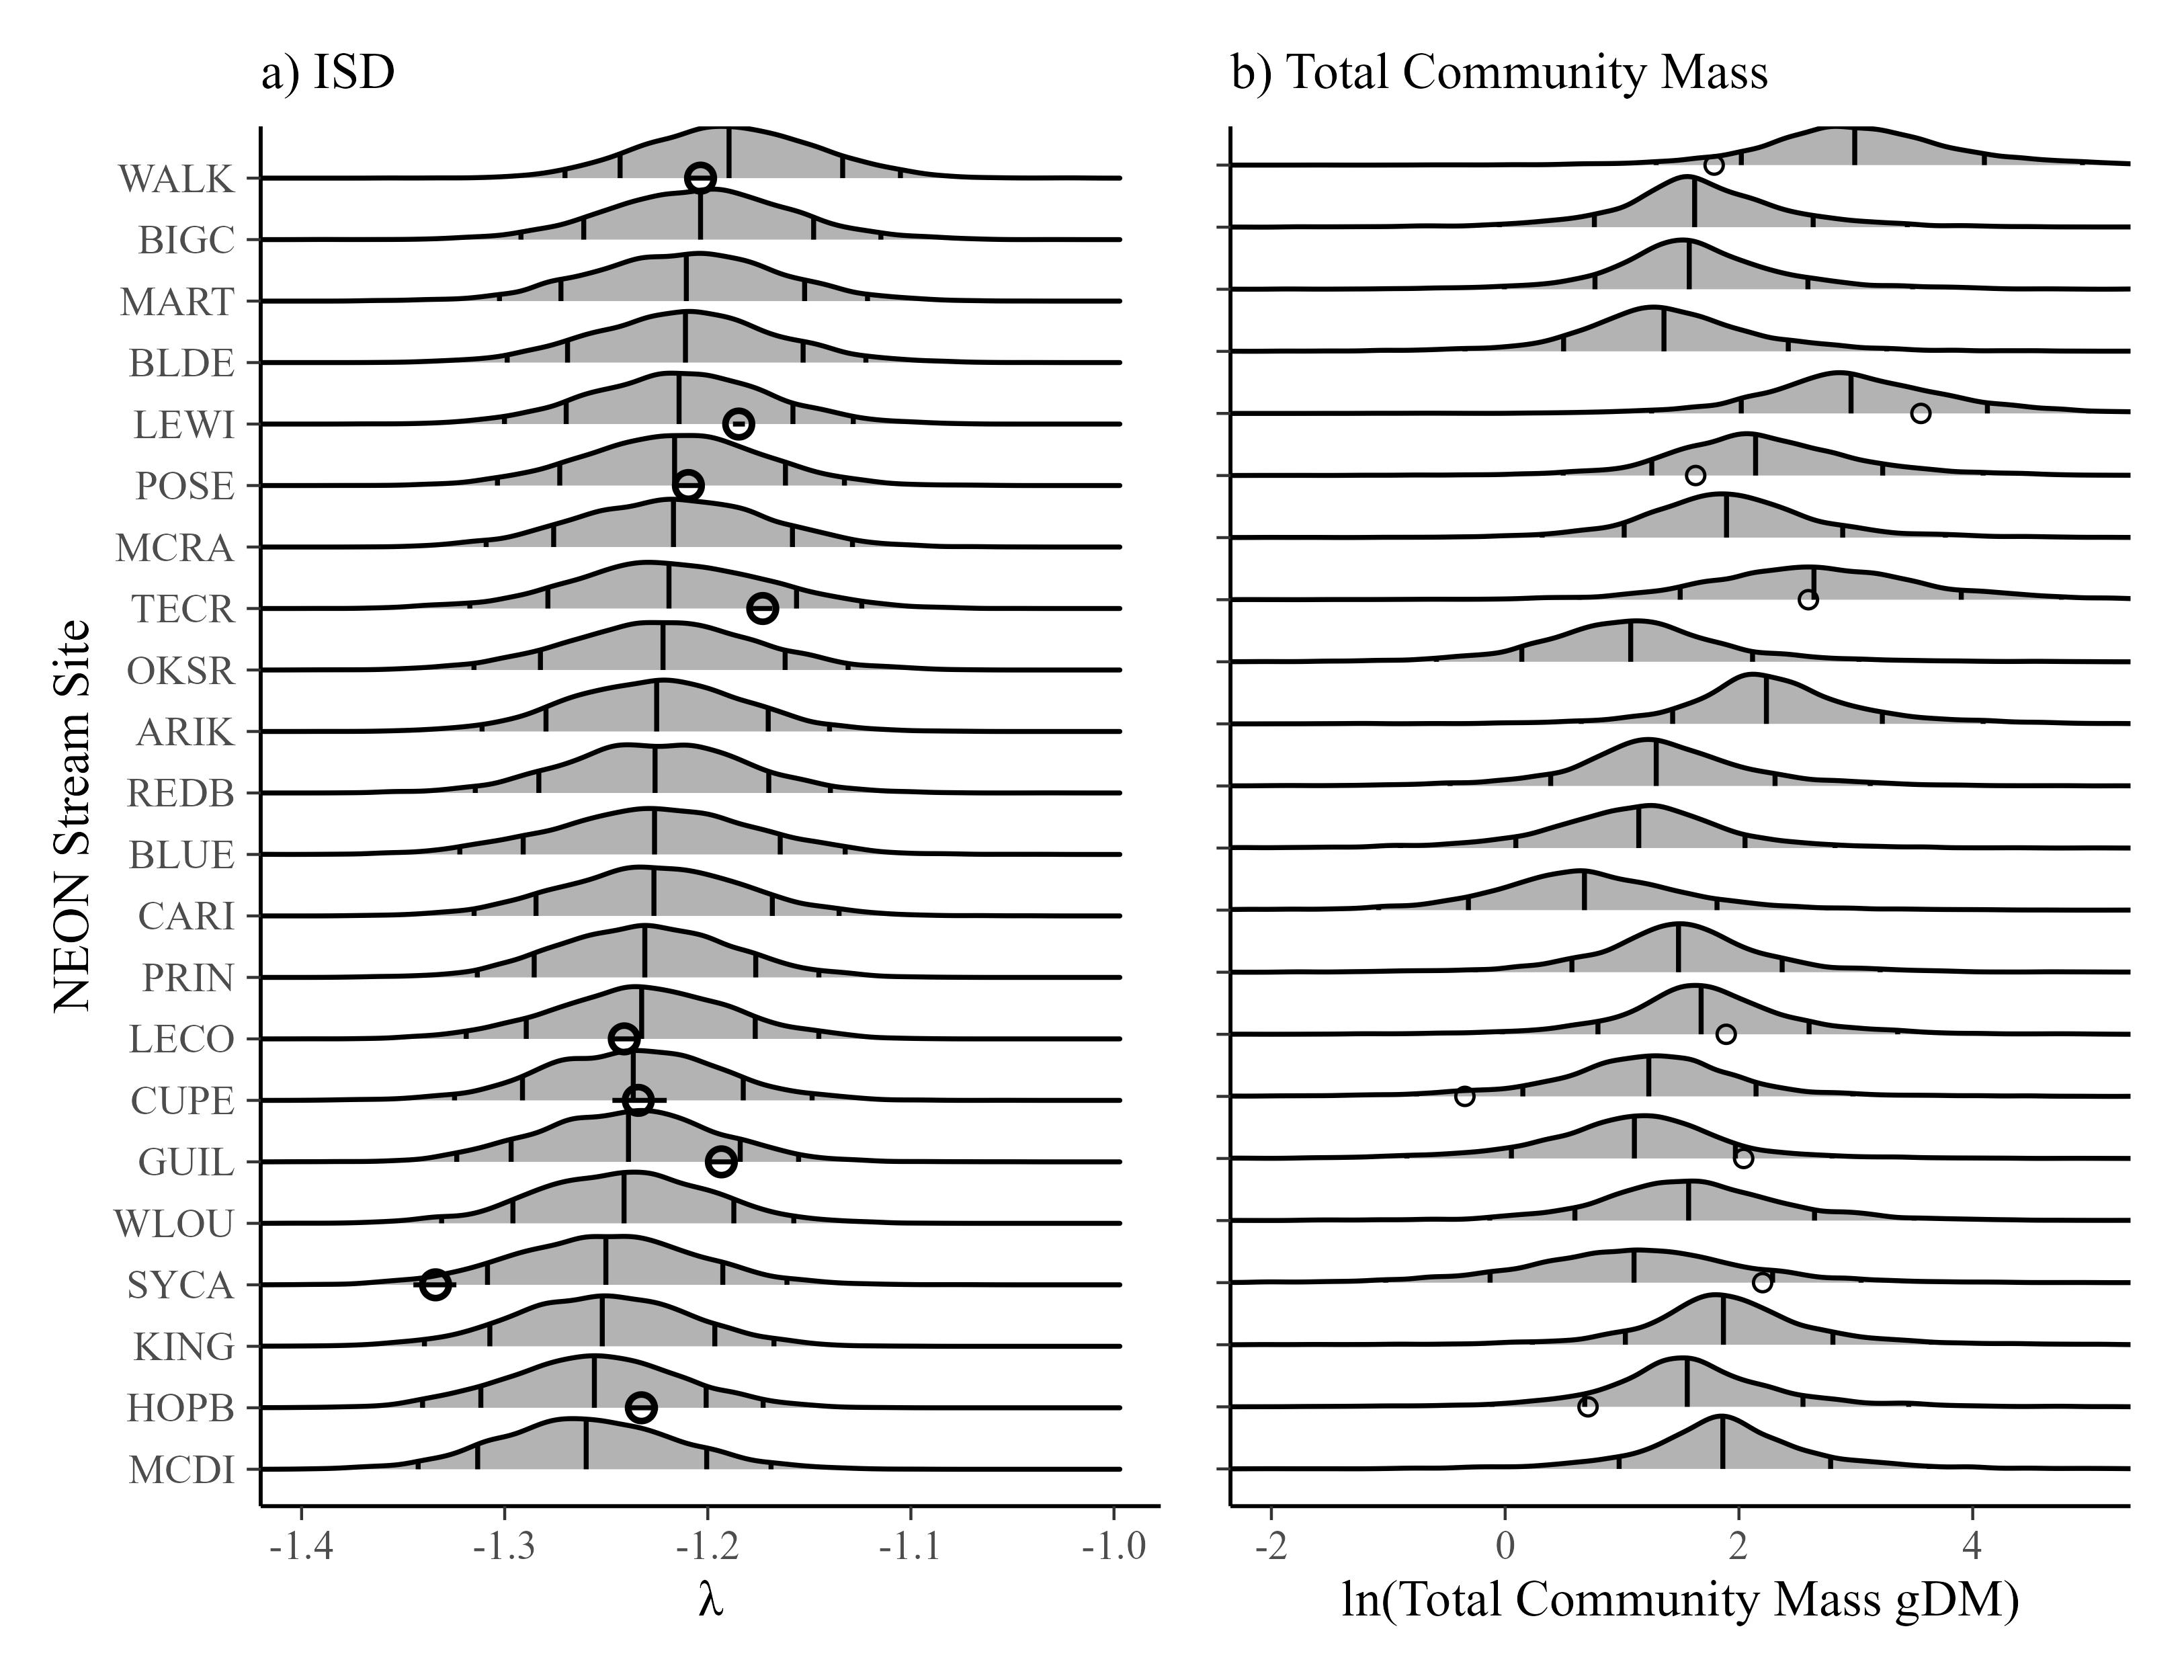 a) ISD
b) Total Community Mass
NEON Stream Site
WALK
BIGC
MART
BLDE
LEWI
POSE
MCRA
TECR
OKSR
ARIK
REDB
BLUE
CARI
PRIN
LECO
CUPE
GUIL
WLOU
SYCA
KING
HOPB
MCDI
-1.4 -1.3 -1.2 -1.1 -1.0
-2 0 2 4
λ
ln(Total Community Mass gDM)